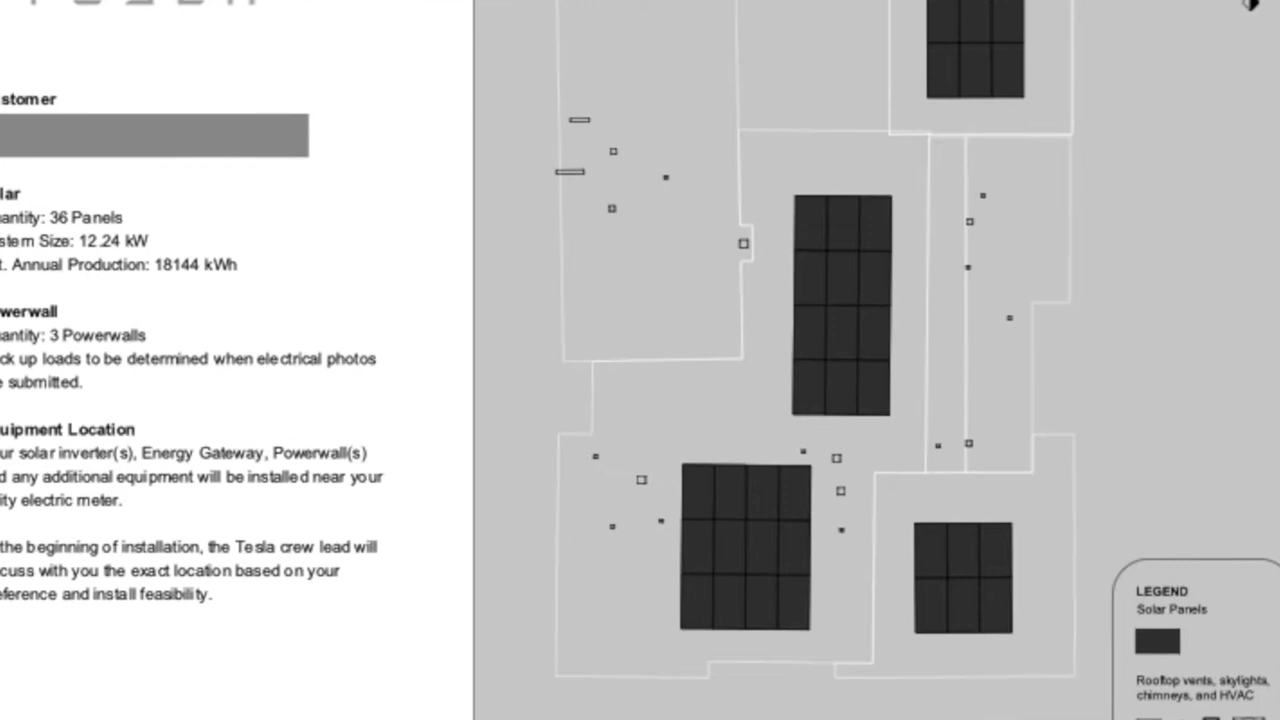 stomer
lar
antity: 36 Panels
stem Size: 12.24 kW
t. Annual Production: 18144 kWh
werwall
antity: 3 Powerwalls
ck up loads to be determined when electrical photos
e submitted.
uipment Location
ur solar inverter(s), Energy Gateway, Powerwall(s)
d any additional equipment will be installed near your
ity electric meter.
the beginning of installation, the Tesla crew lead will
cuss with you the exact location based on your
eference and install feasibility.
LEGEND
Solar Panels
Rooftop vents, skylights,
chimneys, and HVAC